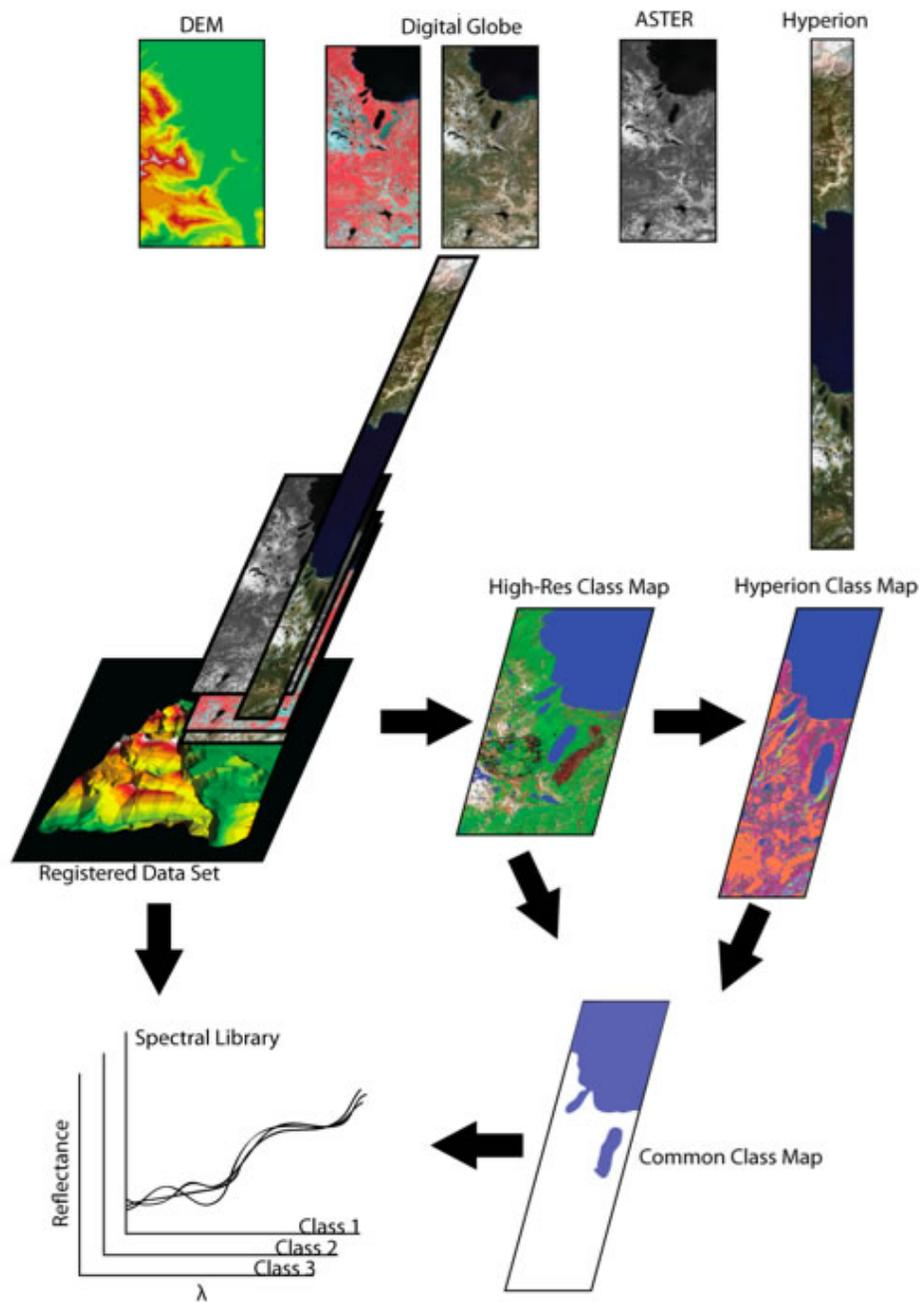 DEM
Digital Globe
ASTER
Hyperion
High-Res Class Map
Hyperion Class Map
Registered Data Set
Spectral Library
Reflectance
Class 1
Class 2
Class 3
λ
Common Class Map